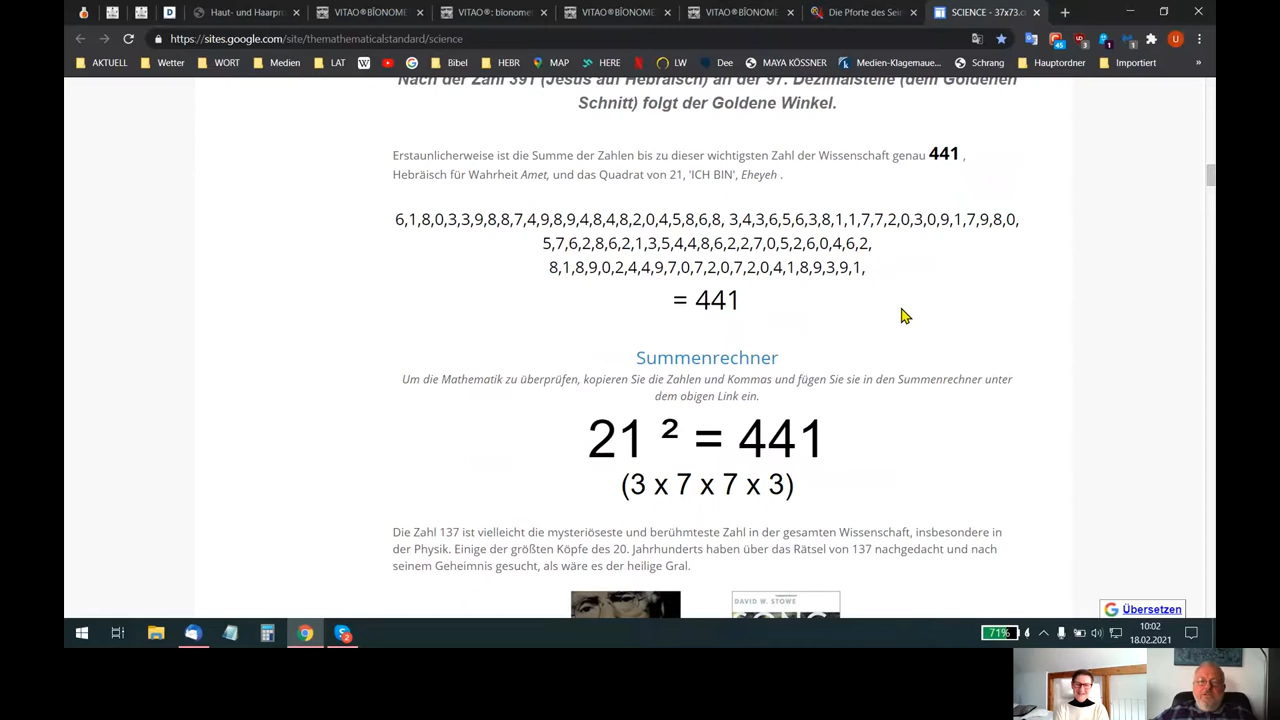 Haut- und Haarpro
VITAO®BĪONOME
VITAO®: bīonomet
VITAO®BĪONOME
VITAO®BĪONOME
Die Pforte des Sein
SCIENCE - 37x73.c
https://sites.google.com/site/themathematicalstandard/science
AKTUELL
Wetter
WORT
Medien
LAT
Bibel
HEBR
MAP
HERE
LW
Dee
MAYA KÖSSNER
Medien-Klagemaue...
Schrang
Hauptordner
Importiert
Nach der Zahl 391 (Jesus auf Hebräisch) an der 97. Dezimalstelle (dem Goldenen
Schnitt) folgt der Goldene Winkel.
Erstaunlicherweise ist die Summe der Zahlen bis zu dieser wichtigsten Zahl der Wissenschaft genau 441 ,
Hebräisch für Wahrheit Amet, und das Quadrat von 21, 'ICH BIN', Eheyeh .
6,1,8,0,3,3,9,8,8,7,4,9,8,9,4,8,4,8,2,0,4,5,8,6,8, 3,4,3,6,5,6,3,8,1,1,7,7,2,0,3,0,9,1,7,9,8,0,
5,7,6,2,8,6,2,1,3,5,4,4,8,6,2,2,7,0,5,2,6,0,4,6,2,
8,1,8,9,0,2,4,4,9,7,0,7,2,0,7,2,0,4,1,8,9,3,9,1,
= 441
Summenrechner
Um die Mathematik zu überprüfen, kopieren Sie die Zahlen und Kommas und fügen Sie sie in den Summenrechner unter
dem obigen Link ein.
21 ² = 441
(3 x 7 x 7 x 3)
Die Zahl 137 ist vielleicht die mysteriöseste und berühmteste Zahl in der gesamten Wissenschaft, insbesondere in
der Physik. Einige der größten Köpfe des 20. Jahrhunderts haben über das Rätsel von 137 nachgedacht und nach
seinem Geheimnis gesucht, als wäre es der heilige Gral.
DAVID W. STOWE
Übersetzen
71%
10:02
18.02.2021